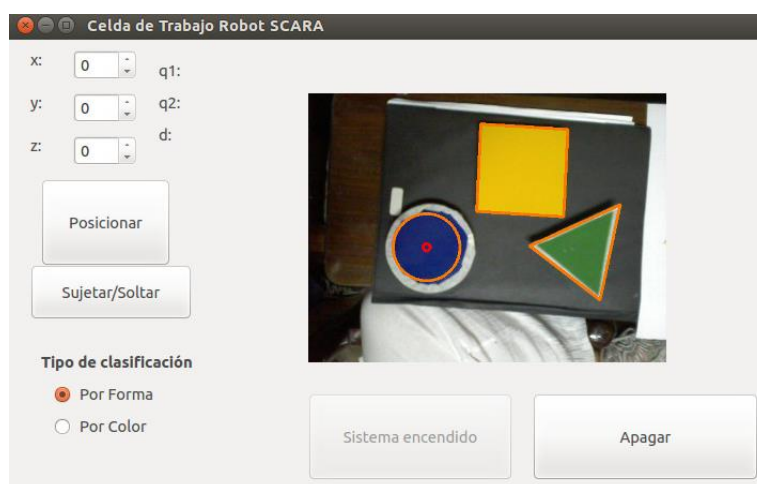 Celda de Trabajo Robot SCARA
x: 0 q1:
y: 0 q2:
z: 0 d:
Posicionar
Sujetar/Soltar
Tipo de clasificación
Por Forma
Por Color
Sistema encendido
Apagar